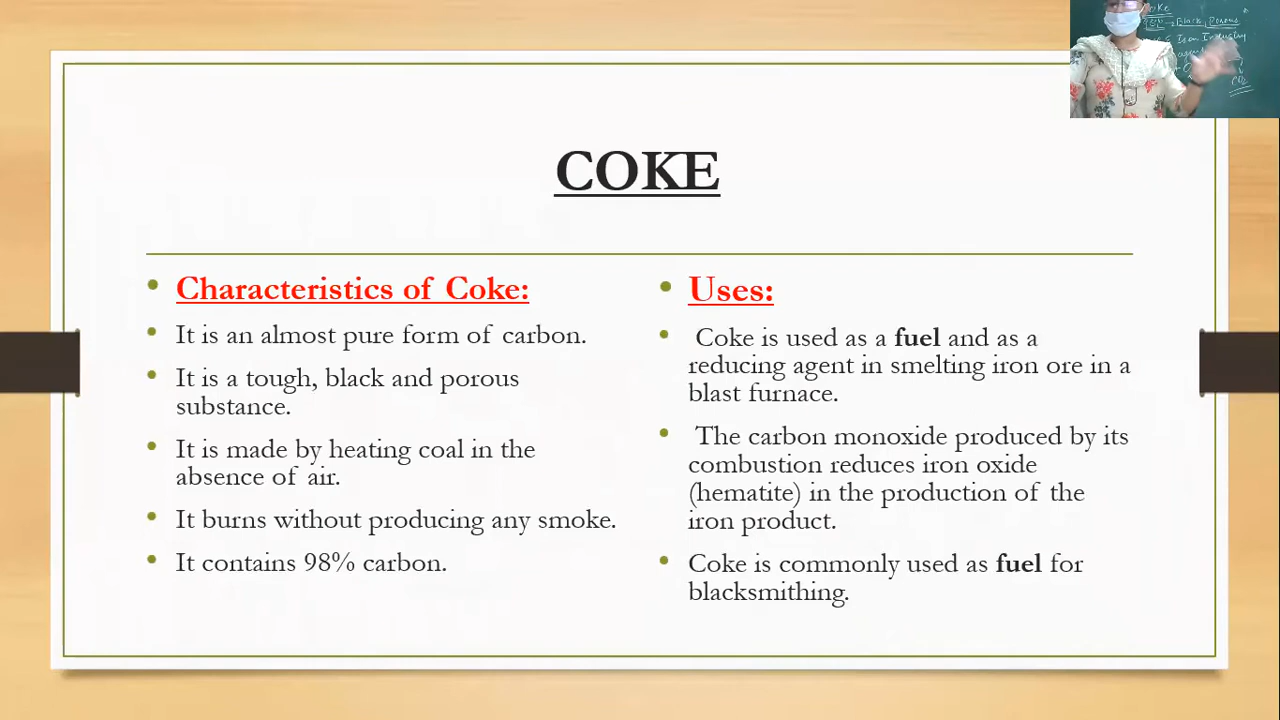 COKE
Characteristics of Coke:
It is an almost pure form of carbon.
It is a tough, black and porous
substance.
It is made by heating coal in the
absence of air.
It burns without producing any smoke.
It contains 98% carbon.
Uses:
Coke is used as a fuel and as a
reducing agent in smelting iron ore in a
blast furnace.
The carbon monoxide produced by its
combustion reduces iron oxide
(hematite) in the production of the
iron product.
Coke is commonly used as fuel for
blacksmithing.
Black, Porous
Iron Industry